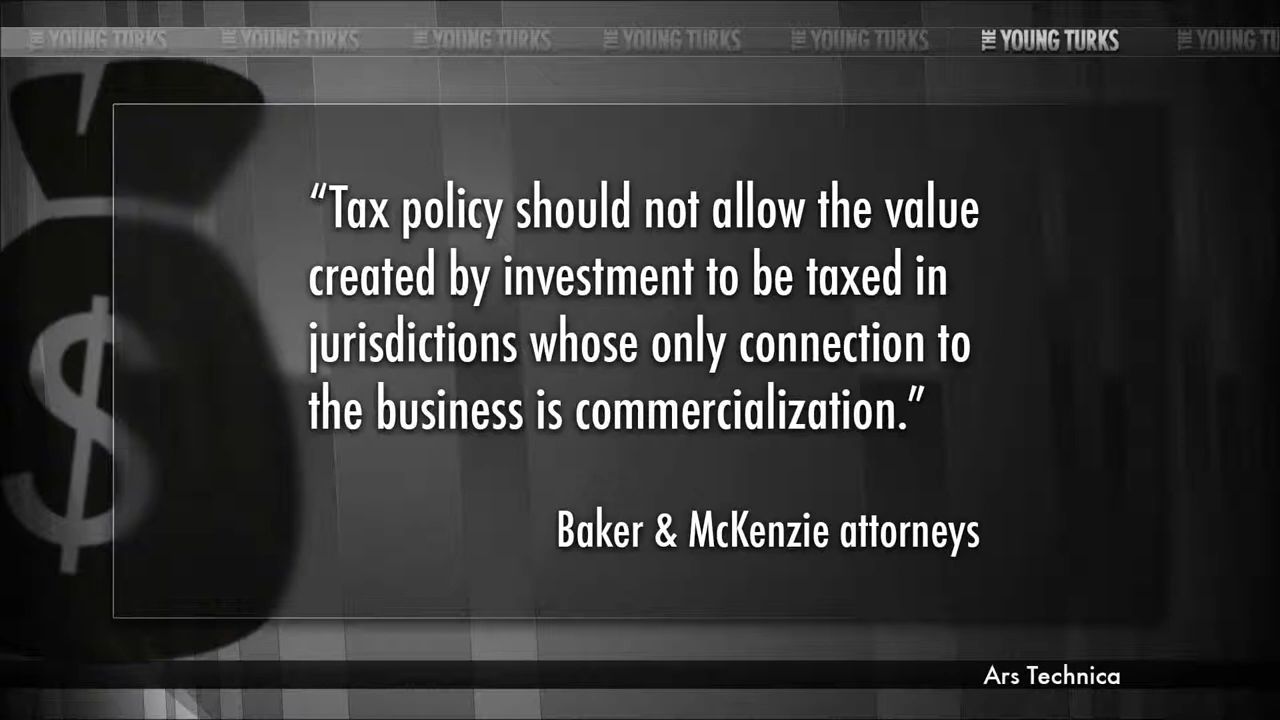 THE YOUNG TURKS THE YOUNG TURKS THE YOUNG TURKS THE YOUNG TURKS THE YOUNG TURKS THE YOUNG TURKS THE YOUNG
“Tax policy should not allow the value
created by investment to be taxed in
jurisdictions whose only connection to
the business is commercialization.”
Baker & McKenzie attorneys
$
Ars Technica